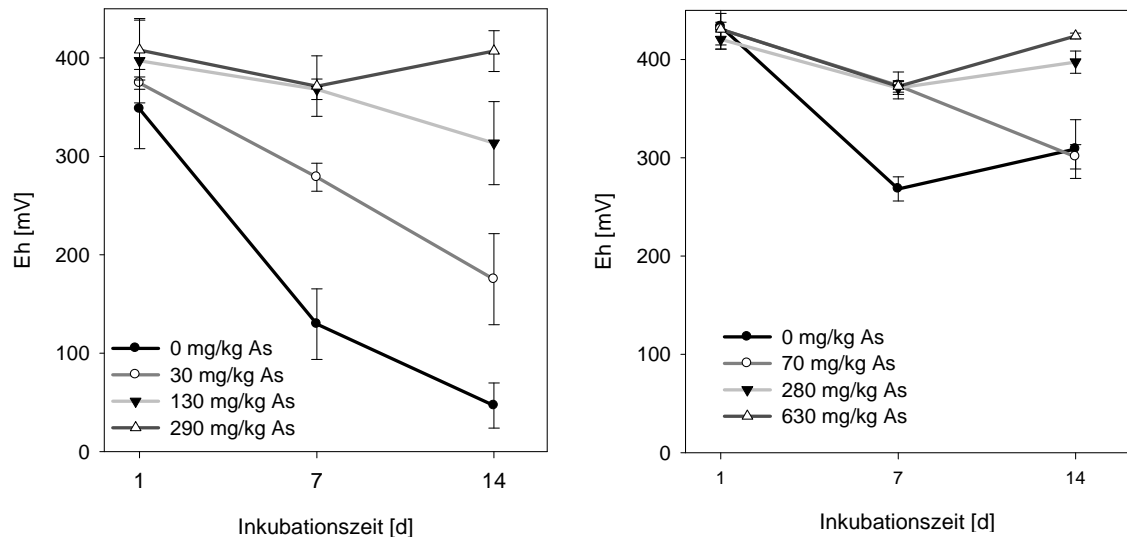 400
300
200
100
0
Eh [mV]
0 mg/kg As
30 mg/kg As
130 mg/kg As
290 mg/kg As
1 7 14
Inkubationszeit [d]
400
300
200
100
0
Eh [mV]
0 mg/kg As
70 mg/kg As
280 mg/kg As
630 mg/kg As
1 7 14
Inkubationszeit [d]